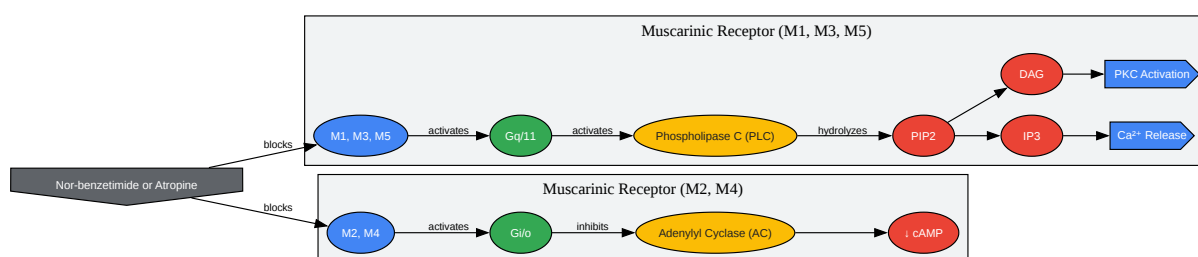 Muscarinic Receptor (M1, M3, M5)
DAG
PKC Activation
M1, M3, M5
activates
Gq/11
activates
Phospholipase C (PLC)
hydrolyzes
PIP2
IP3
Ca²⁺ Release
blocks
Nor-benzetimide or Atropine
blocks
Muscarinic Receptor (M2, M4)
M2, M4
activates
Gi/o
inhibits
Adenylyl Cyclase (AC)
↓ cAMP